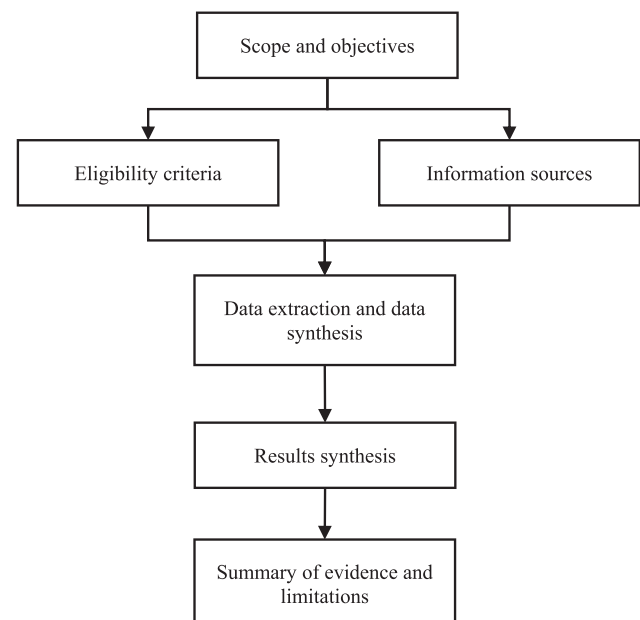 Scope and objectives
Eligibility criteria
Information sources
Data extraction and data
synthesis
Results synthesis
Summary of evidence and
limitations